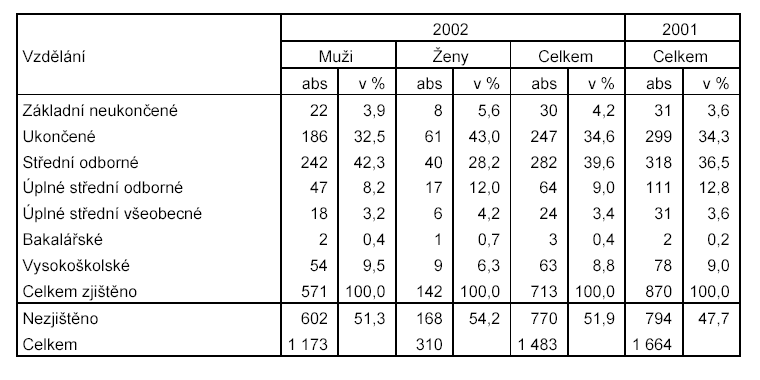 Vzdělání 2002 2001
Muži Ženy Celkem Celkem
abs v % abs v % abs v % abs v %
Základní neukončené 22 3,9 8 5,6 30 4,2 31 3,6
Ukončené 186 32,5 61 43,0 247 34,6 299 34,3
Střední odborné 242 42,3 40 28,2 282 39,6 318 36,5
Úplné střední odborné 47 8,2 17 12,0 64 9,0 111 12,8
Úplné střední všeobecné 18 3,2 6 4,2 24 3,4 31 3,6
Bakalářské 2 0,4 1 0,7 3 0,4 2 0,2
Vysokoškolské 54 9,5 9 6,3 63 8,8 78 9,0
Celkem zjištěno 571 100,0 142 100,0 713 100,0 870 100,0
Nezjištěno 602 51,3 168 54,2 770 51,9 794 47,7
Celkem 1 173 310 1 483 1 664